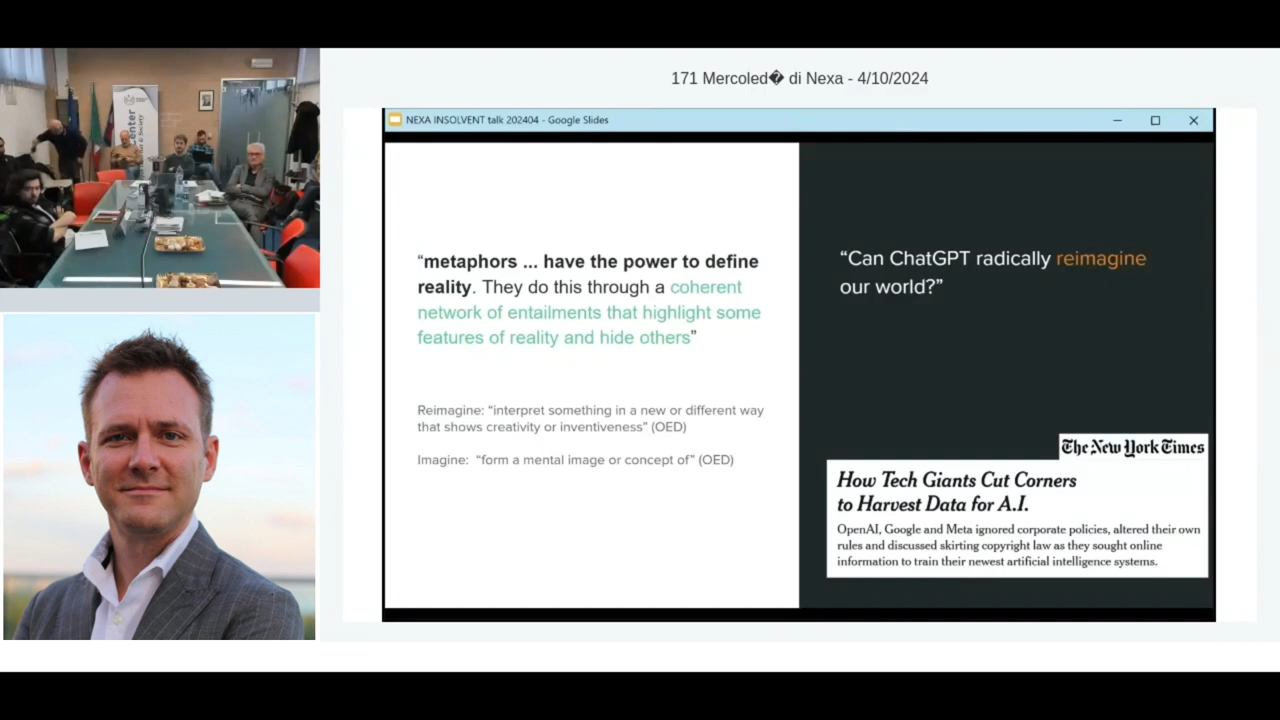 171 Mercoled� di Nexa - 4/10/2024
NEXA INSOLVENT talk 202404 - Google Slides
“metaphors ... have the power to define
reality. They do this through a coherent
network of entailments that highlight some
features of reality and hide others”
Reimagine: “interpret something in a new or different way
that shows creativity or inventiveness” (OED)
Imagine: “form a mental image or concept of” (OED)
“Can ChatGPT radically reimagine
our world?”
The New York Times
How Tech Giants Cut Corners
to Harvest Data for A.I.
OpenAI, Google and Meta ignored corporate policies, altered their own
rules and discussed skirting copyright law as they sought online
information to train their newest artificial intelligence systems.